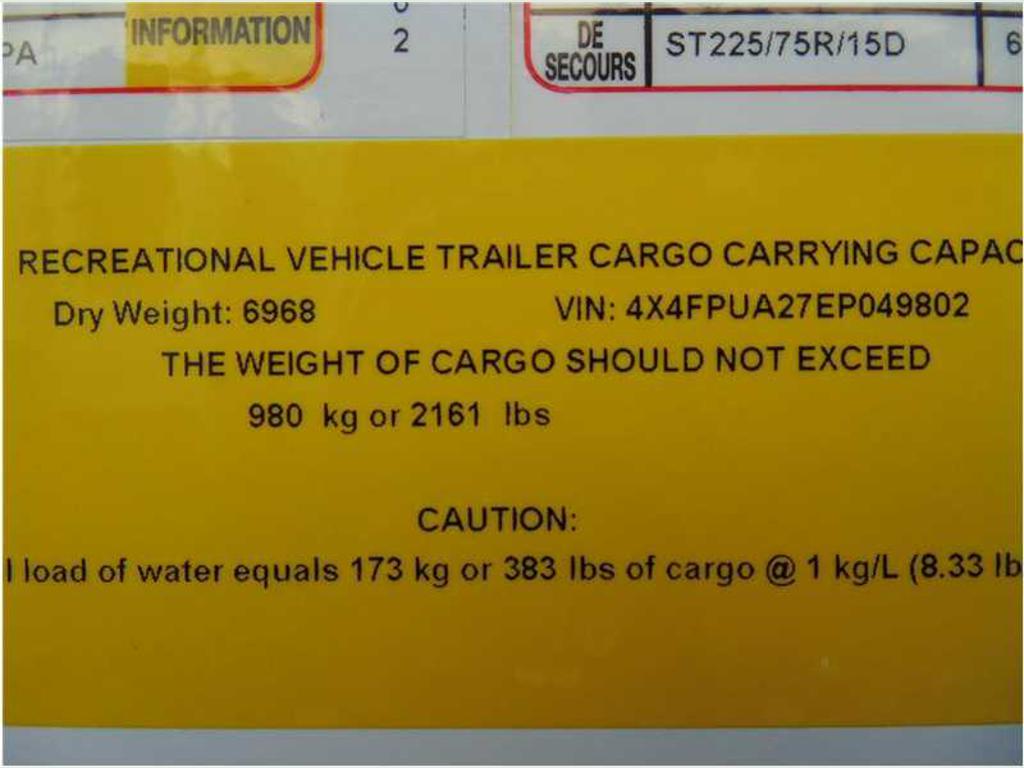 PA INFORMATION 2
DE
SECOURS ST225/75R/15D 6
RECREATIONAL VEHICLE TRAILER CARGO CARRYING CAPAC
Dry Weight: 6968 VIN: 4X4FPUA27EP049802
THE WEIGHT OF CARGO SHOULD NOT EXCEED
980 kg or 2161 lbs
CAUTION:
l load of water equals 173 kg or 383 lbs of cargo @ 1 kg/L (8.33 lb